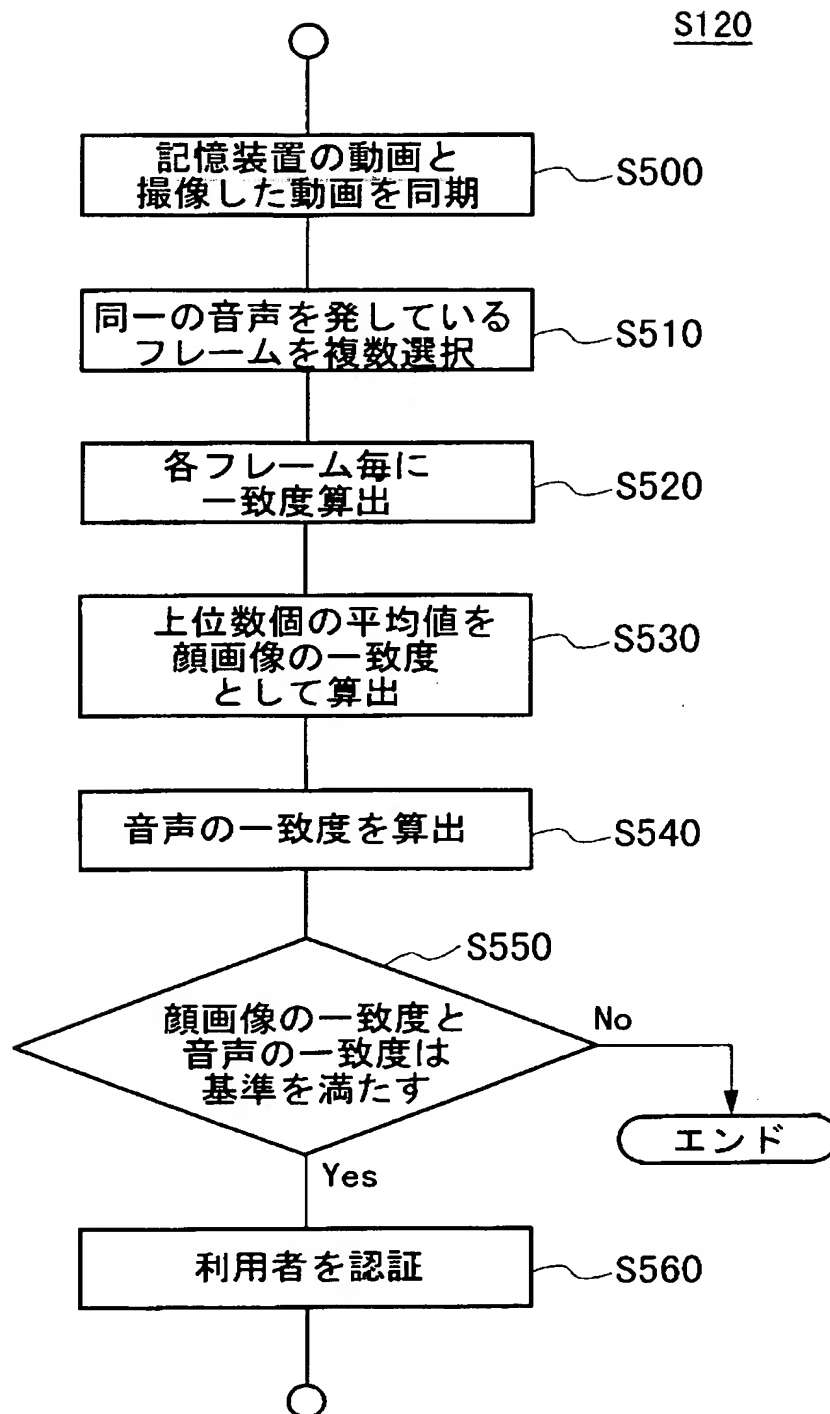 S120
記憶装置の動画と
撮像した動画を同期
S500
同一の音声を発している
フレームを複数選択
S510
各フレーム毎に
一致度算出
S520
上位数個の平均値を
顔画像の一致度
として算出
S530
音声の一致度を算出
S540
S550
顔画像の一致度と
音声の一致度は
基準を満たす
No
エンド
Yes
利用者を認証
S560